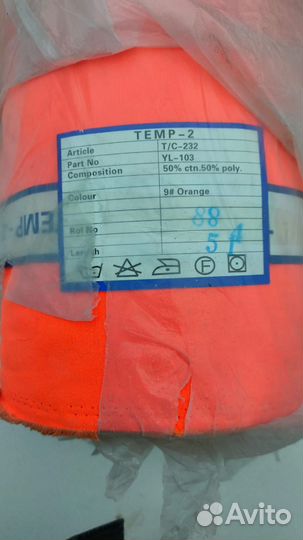 TEMP-2
Article T/C-232
Part No YL-103
Composition 50% ctn.50% poly.
Colour 9# Orange
88
Rol No
Length 51
TEMP -
Avito